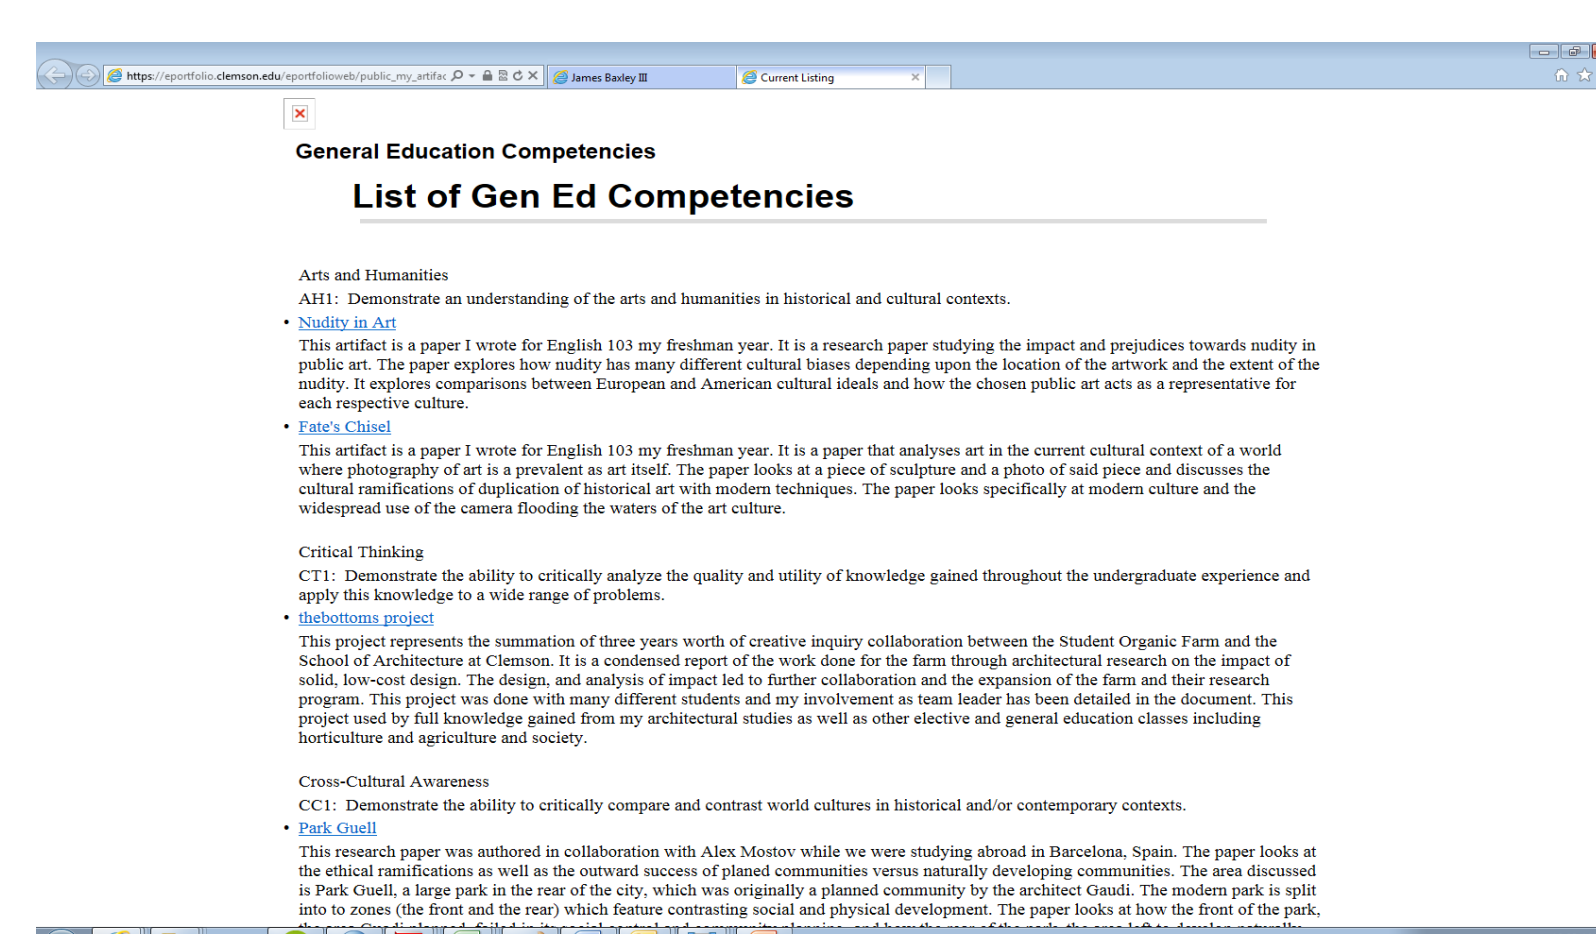 https://eportfolio.clemson.edu/eportfolioweb/public_my_artifac
James Baxley III
Current Listing
General Education Competencies
List of Gen Ed Competencies
Arts and Humanities
AH1: Demonstrate an understanding of the arts and humanities in historical and cultural contexts.
• Nudity in Art
This artifact is a paper I wrote for English 103 my freshman year. It is a research paper studying the impact and prejudices towards nudity in
public art. The paper explores how nudity has many different cultural biases depending upon the location of the artwork and the extent of the
nudity. It explores comparisons between European and American cultural ideals and how the chosen public art acts as a representative for
each respective culture.
• Fate's Chisel
This artifact is a paper I wrote for English 103 my freshman year. It is a paper that analyses art in the current cultural context of a world
where photography of art is a prevalent as art itself. The paper looks at a piece of sculpture and a photo of said piece and discusses the
cultural ramifications of duplication of historical art with modern techniques. The paper looks specifically at modern culture and the
widespread use of the camera flooding the waters of the art culture.
Critical Thinking
CT1: Demonstrate the ability to critically analyze the quality and utility of knowledge gained throughout the undergraduate experience and
apply this knowledge to a wide range of problems.
• thebottoms project
This project represents the summation of three years worth of creative inquiry collaboration between the Student Organic Farm and the
School of Architecture at Clemson. It is a condensed report of the work done for the farm through architectural research on the impact of
solid, low-cost design. The design, and analysis of impact led to further collaboration and the expansion of the farm and their research
program. This project was done with many different students and my involvement as team leader has been detailed in the document. This
project used by full knowledge gained from my architectural studies as well as other elective and general education classes including
horticulture and agriculture and society.
Cross-Cultural Awareness
CC1: Demonstrate the ability to critically compare and contrast world cultures in historical and/or contemporary contexts.
• Park Guell
This research paper was authored in collaboration with Alex Mostov while we were studying abroad in Barcelona, Spain. The paper looks at
the ethical ramifications as well as the outward success of planed communities versus naturally developing communities. The area discussed
is Park Guell, a large park in the rear of the city, which was originally a planned community by the architect Gaudi. The modern park is split
into to zones (the front and the rear) which feature contrasting social and physical development. The paper looks at how the front of the park,